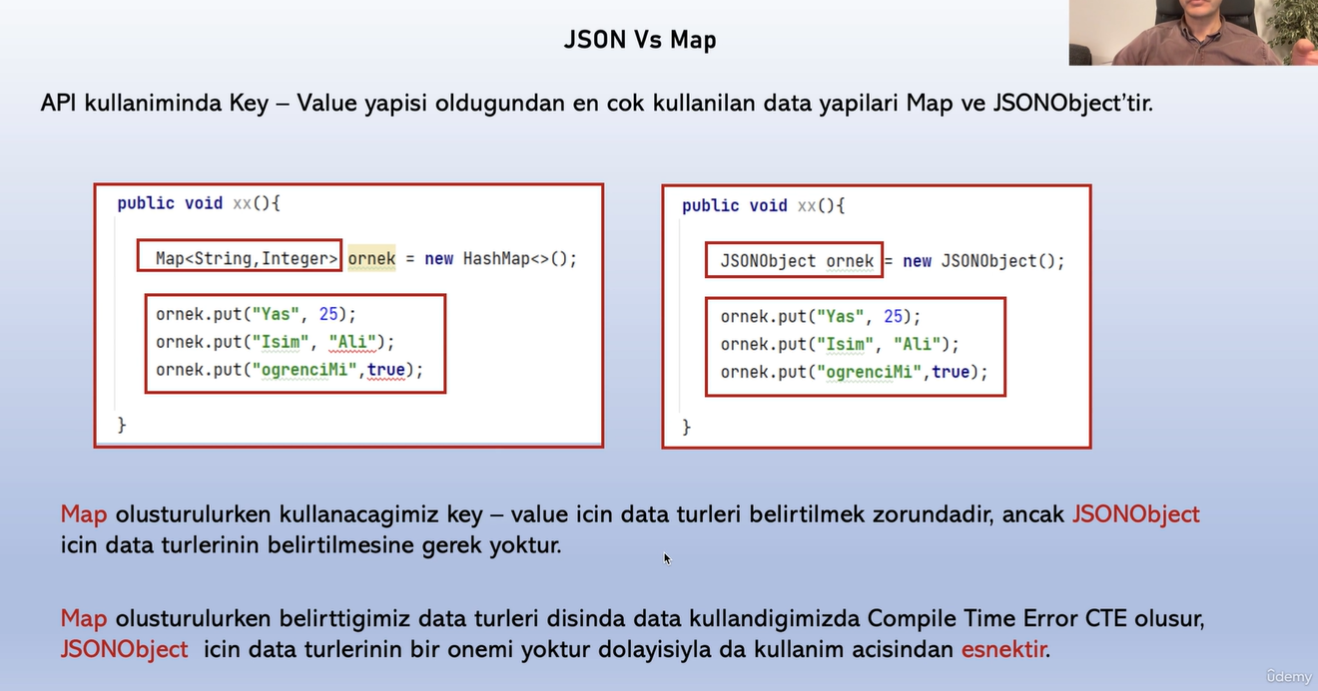 JSON Vs Map
API kullaniminda Key – Value yapisi oldugundan en cok kullanilan data yapilari Map ve JSONObject’tir.
public void xx(){
Map<String,Integer> ornek = new HashMap<>();
ornek.put("Yas", 25);
ornek.put("Isim", "Ali");
ornek.put("ogrenciMi",true);
}
public void xx(){
JSONObject ornek = new JSONObject();
ornek.put("Yas", 25);
ornek.put("Isim", "Ali");
ornek.put("ogrenciMi",true);
}
Map olusturulurken kullanacagimiz key – value icin data turleri belirtilmek zorundadir, ancak JSONObject
icin data turlerinin belirtilmesine gerek yoktur.
Map olusturulurken belirttigimiz data turleri disinda data kullandigimizda Compile Time Error CTE olusur,
JSONObject icin data turlerinin bir onemi yoktur dolayisiyla da kullanim acisindan esnektir.
ûdemy